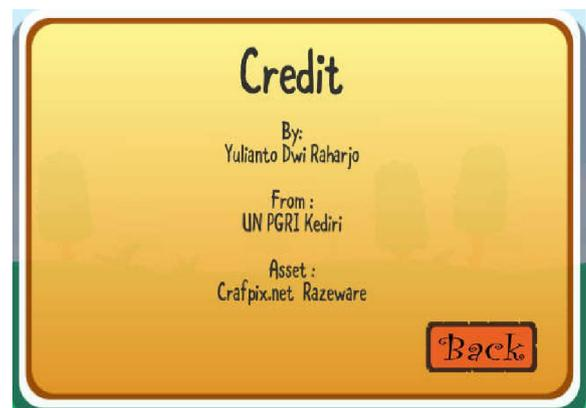 Credit
By:
Yulianto Dwi Raharjo
From :
UN PGRI Kediri
Asset :
Crafpix.net Razeware
Back